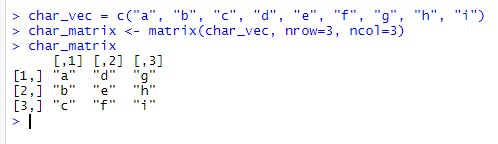 > char_vec = c("a", "b", "c", "d", "e", "f", "g", "h", "i")
> char_matrix <- matrix(char_vec, nrow=3, ncol=3)
> char_matrix
     [,1] [,2] [,3]
[1,] "a"  "d"  "g"
[2,] "b"  "e"  "h"
[3,] "c"  "f"  "i"
>